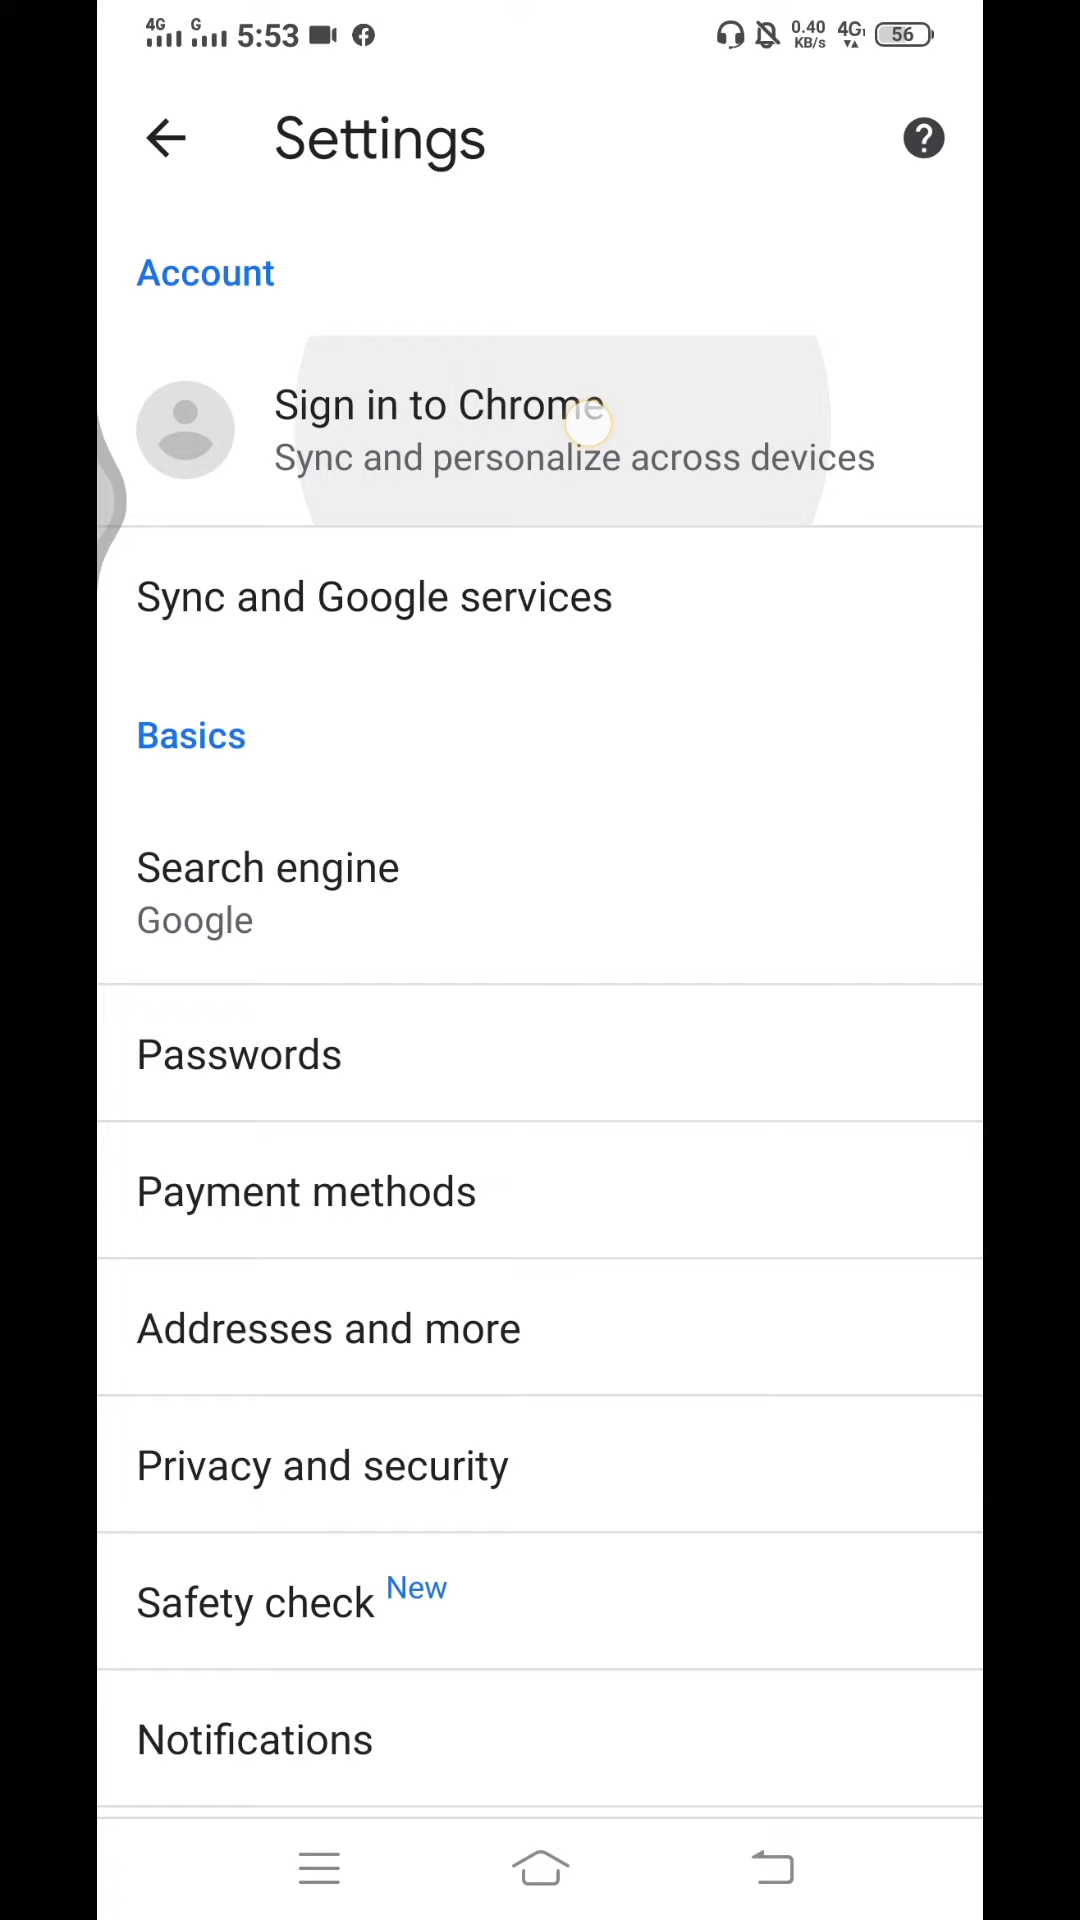 4G G 5:53 0.40 KB/s 4G 56
Settings
Account
Sign in to Chrome
Sync and personalize across devices
Sync and Google services
Basics
Search engine
Google
Passwords
Payment methods
Addresses and more
Privacy and security
Safety check New
Notifications